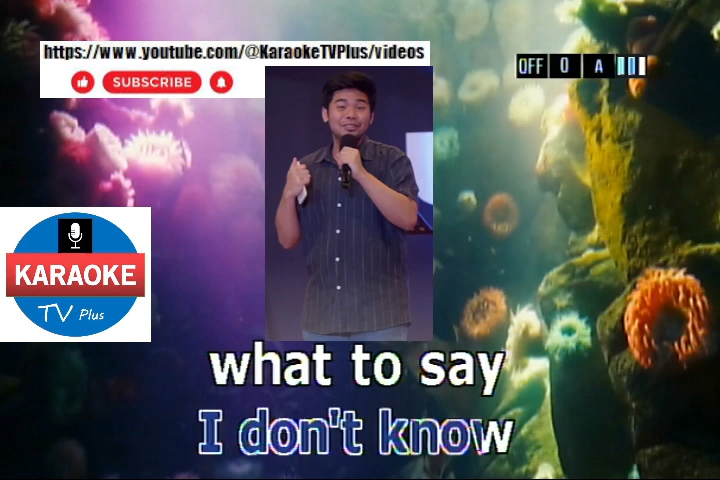 https://www.youtube.com/@KaraokeTVPlus/videos
SUBSCRIBE
OFF 0 A
KARAOKE
TV Plus
what to say
I don't know